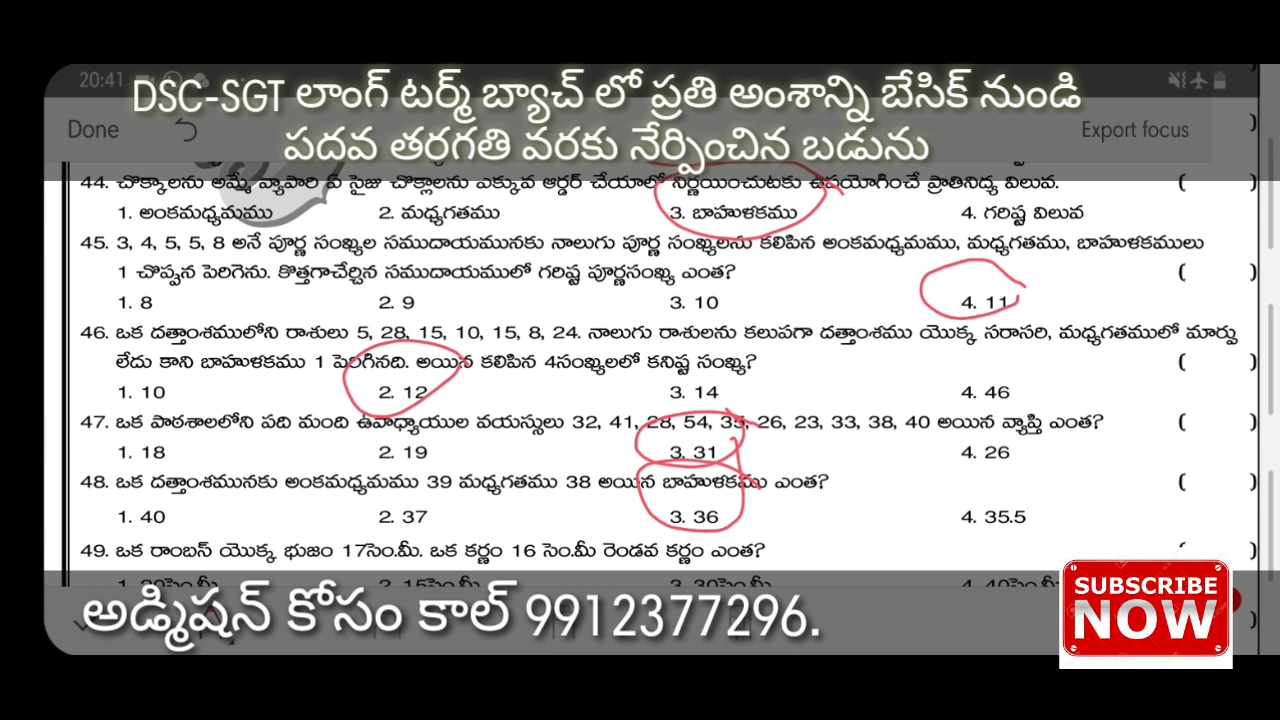 20:41
DSC-SGT లాంగ్ టర్మ్ బ్యాచ్ లో ప్రతి అంశాన్ని బేసిక్ నుండి
Done
Export focus
పదవ తరగతి వరకు నేర్పించిన బడును
44. చొక్కాలను అమ్మే వ్యాపారి ఏ సైజు చొక్కాలను ఎక్కువ ఆర్డర్ చేయాలో నిర్ణయించుటకు ఉపయోగించే ప్రాతినిధ్య విలువ. ( )
1. అంకమధ్యమము 2. మధ్యగతము 3. బాహుళకము 4. గరిష్ట విలువ
45. 3, 4, 5, 5, 8 అనే పూర్ణ సంఖ్యల సముదాయమునకు నాలుగు పూర్ణ సంఖ్యలను కలిపిన అంకమధ్యమము, మధ్యగతము, బాహుళకములు
1 చొప్పున పెరిగెను. కొత్తగాచేర్చిన సముదాయములో గరిష్ట పూర్ణసంఖ్య ఎంత? ( )
1. 8 2. 9 3. 10 4. 11
46. ఒక దత్తాంశములోని రాశులు 5, 28, 15, 10, 15, 8, 24. నాలుగు రాశులను కలుపగా దత్తాంశము యొక్క సరాసరి, మధ్యగతములో మార్పు
లేదు కాని బాహుళకము 1 పెరిగినది. అయిన కలిపిన 4సంఖ్యలలో కనిష్ట సంఖ్య? ( )
1. 10 2. 12 3. 14 4. 46
47. ఒక పాఠశాలలోని పది మంది ఉపాధ్యాయుల వయస్సులు 32, 41, 28, 54, 35, 26, 23, 33, 38, 40 అయిన వ్యాప్తి ఎంత? ( )
1. 18 2. 19 3. 31 4. 26
48. ఒక దత్తాంశమునకు అంకమధ్యమము 39 మధ్యగతము 38 అయిన బాహుళకము ఎంత? ( )
1. 40 2. 37 3. 36 4. 35.5
49. ఒక రాంబస్ యొక్క భుజం 17సెం.మీ. ఒక కర్ణం 16 సెం.మీ రెండవ కర్ణం ఎంత? ( )
అడ్మిషన్ కోసం కాల్ 9912377296.
SUBSCRIBE
NOW